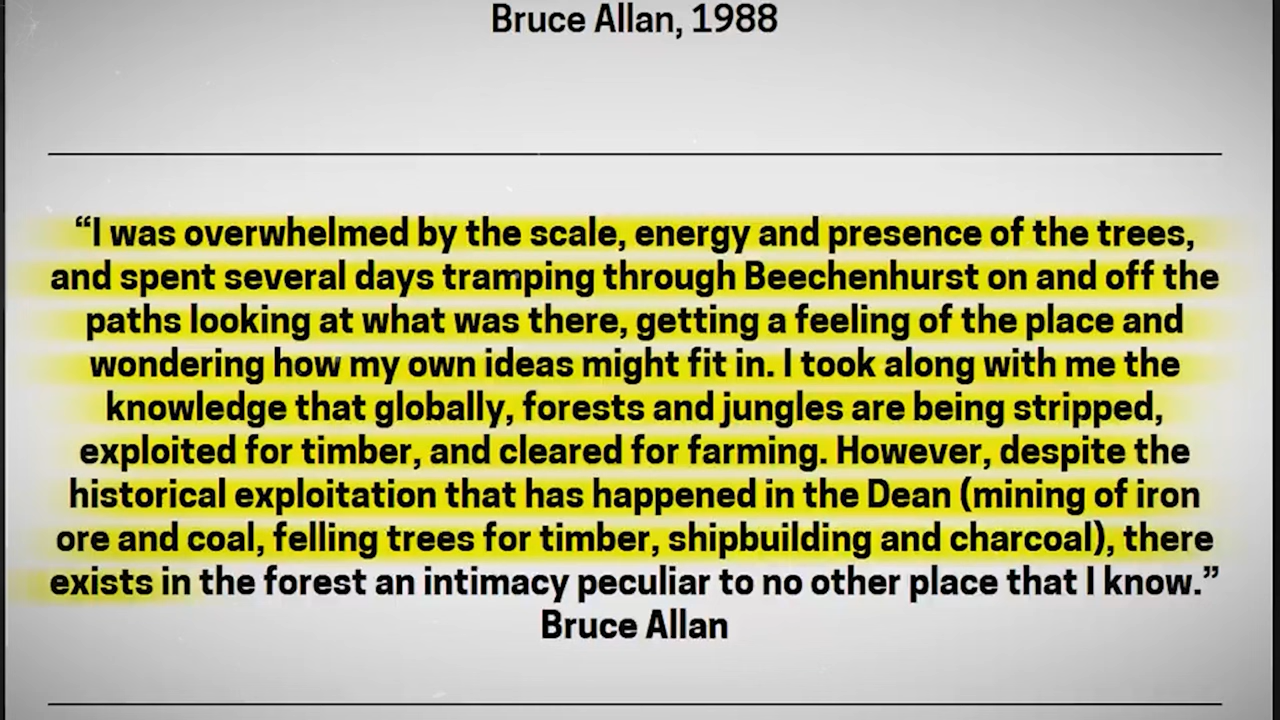 Bruce Allan, 1988
“I was overwhelmed by the scale, energy and presence of the trees,
and spent several days tramping through Beechenhurst on and off the
paths looking at what was there, getting a feeling of the place and
wondering how my own ideas might fit in. I took along with me the
knowledge that globally, forests and jungles are being stripped,
exploited for timber, and cleared for farming. However, despite the
historical exploitation that has happened in the Dean (mining of iron
ore and coal, felling trees for timber, shipbuilding and charcoal), there
exists in the forest an intimacy peculiar to no other place that I know.”
Bruce Allan